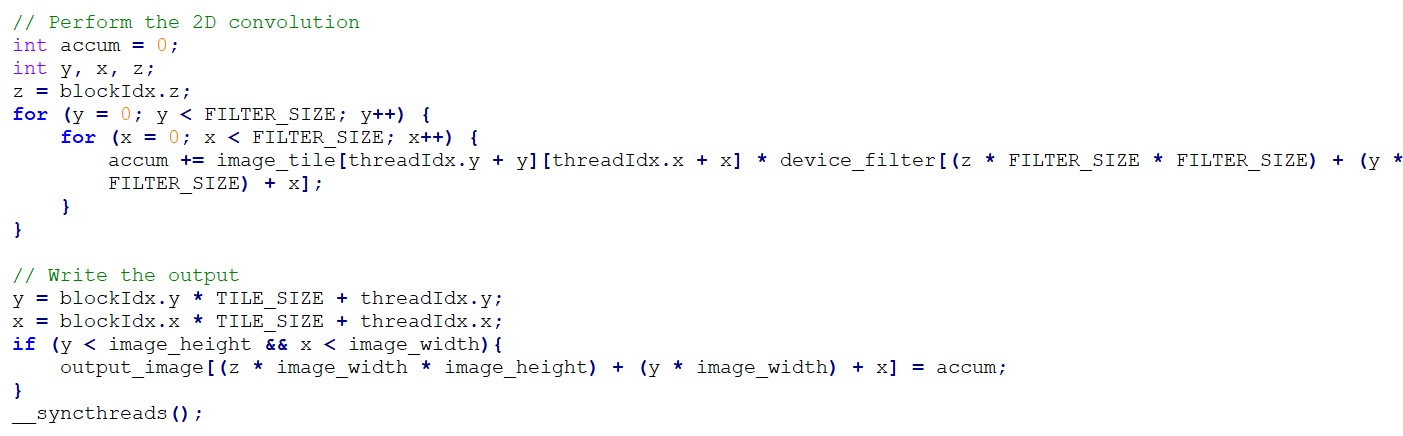 // Perform the 2D convolution
int accum = 0;
int y, x, z;
z = blockIdx.z;
for (y = 0; y < FILTER_SIZE; y++) {
    for (x = 0; x < FILTER_SIZE; x++) {
        accum += image_tile[threadIdx.y + y][threadIdx.x + x] * device_filter[(z * FILTER_SIZE * FILTER_SIZE) + (y *
        FILTER_SIZE) + x];
    }
}

// Write the output
y = blockIdx.y * TILE_SIZE + threadIdx.y;
x = blockIdx.x * TILE_SIZE + threadIdx.x;
if (y < image_height && x < image_width){
    output_image[(z * image_width * image_height) + (y * image_width) + x] = accum;
}
__syncthreads();